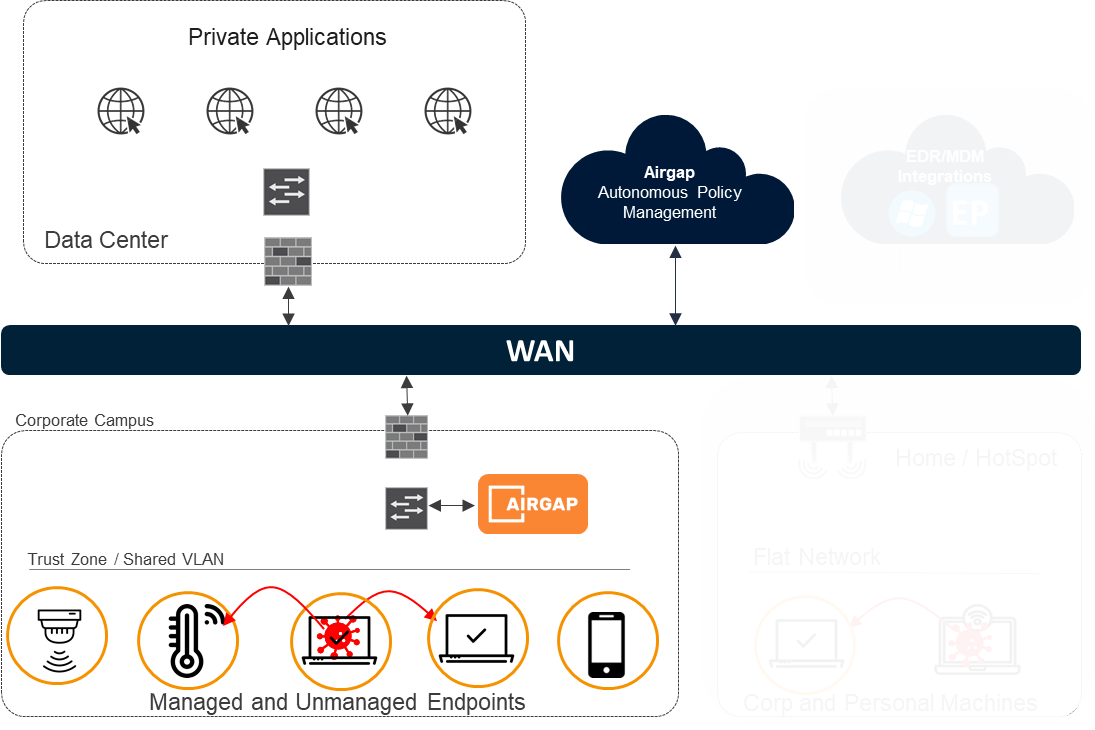 Private Applications
Data Center
Airgap
Autonomous Policy
Management
EDR/MDM
Integrations
EP
WAN
Corporate Campus
AIRGAP
Home / HotSpot
Trust Zone / Shared VLAN
Flat Network
Managed and Unmanaged Endpoints
Corp and Personal Machines